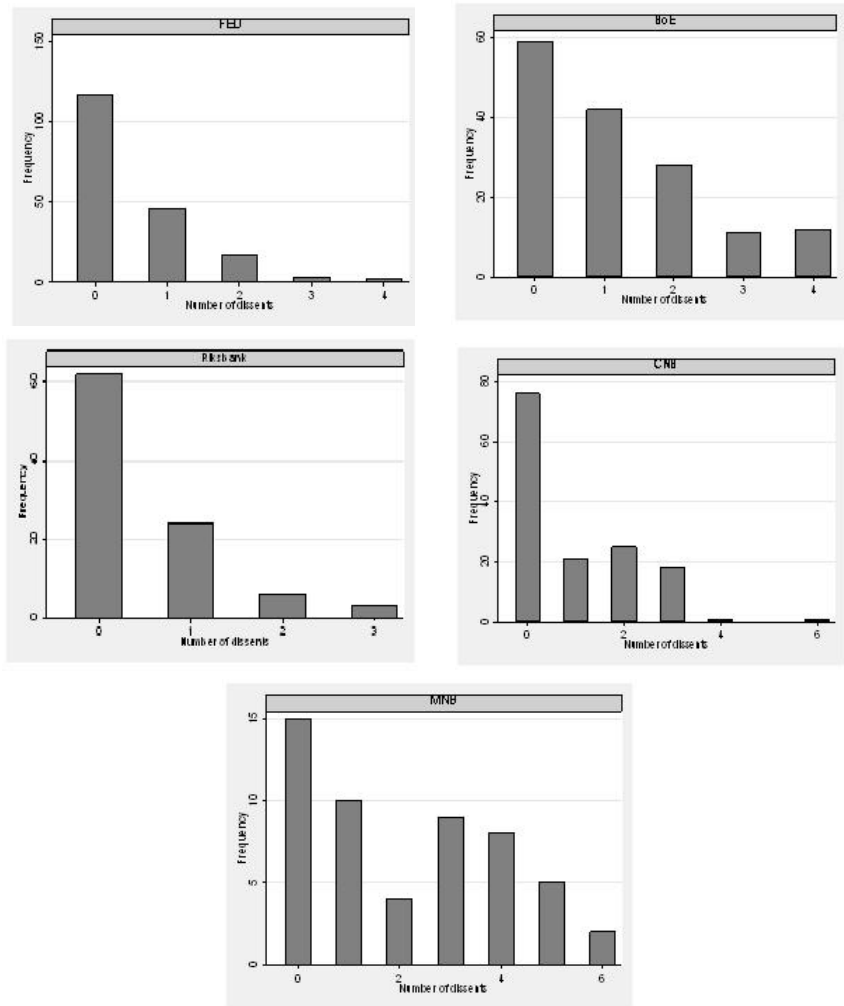 FED
150
100
50
0
Frequency
0 1 2 3 4
Number of dissents
BoE
60
40
20
0
Frequency
0 1 2 3 4
Number of dissents
Riksbank
60
40
20
0
Frequency
0 1 2 3
Number of dissents
CNB
80
60
40
20
0
Frequency
0 2 4 6
Number of dissents
MNB
15
10
5
0
Frequency
0 2 4 6
Number of dissents